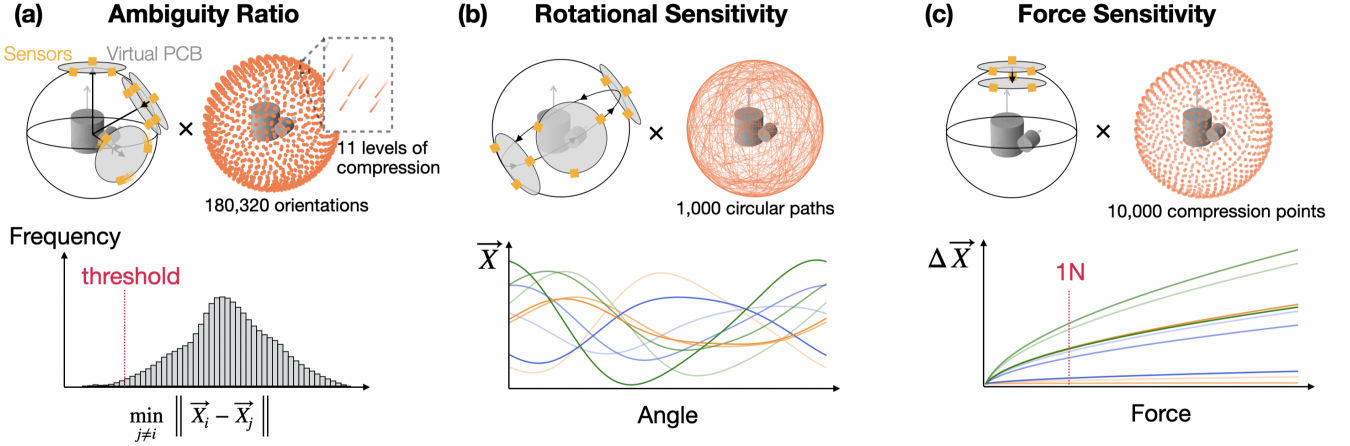 (a) Ambiguity Ratio
Sensors Virtual PCB
×
11 levels of
compression
180,320 orientations
Frequency
threshold
min j≠i ‖ X⃗i − X⃗j ‖
(b) Rotational Sensitivity
×
1,000 circular paths
X⃗
Angle
(c) Force Sensitivity
×
10,000 compression points
Δ X⃗
1N
Force